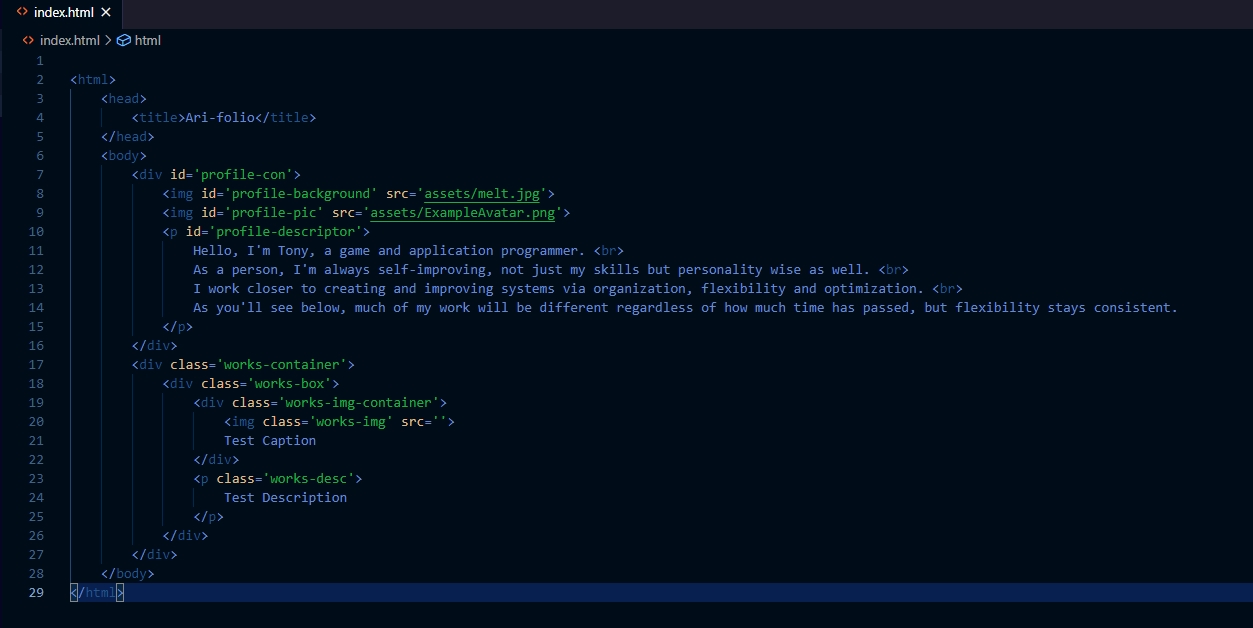 index.html
index.html > html
1
2 <html>
3     <head>
4         <title>Ari-folio</title>
5     </head>
6     <body>
7         <div id='profile-con'>
8             <img id='profile-background' src='assets/melt.jpg'>
9             <img id='profile-pic' src='assets/ExampleAvatar.png'>
10             <p id='profile-descriptor'>
11                 Hello, I'm Tony, a game and application programmer. <br>
12                 As a person, I'm always self-improving, not just my skills but personality wise as well. <br>
13                 I work closer to creating and improving systems via organization, flexibility and optimization. <br>
14                 As you'll see below, much of my work will be different regardless of how much time has passed, but flexibility stays consistent.
15             </p>
16         </div>
17         <div class='works-container'>
18             <div class='works-box'>
19                 <div class='works-img-container'>
20                     <img class='works-img' src=''>
21                     Test Caption
22                 </div>
23                 <p class='works-desc'>
24                     Test Description
25                 </p>
26             </div>
27         </div>
28     </body>
29 </html>